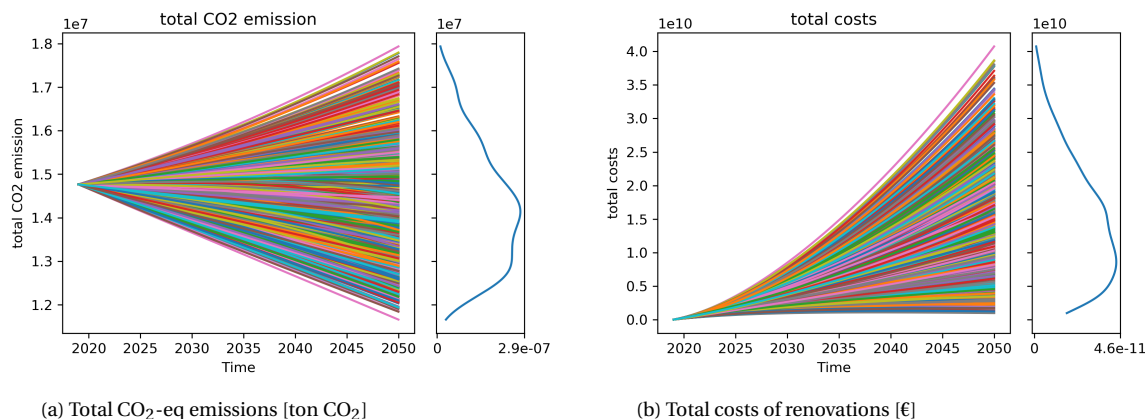 total CO2 emission
1e7
1e7
1.8
1.7
1.6
1.5
1.4
1.3
1.2
total CO2 emission
2020 2025 2030 2035 2040 2045 2050
Time
0 2.9e-07
(a) Total CO₂-eq emissions [ton CO₂]
total costs
1e10
1e10
4.0
3.5
3.0
2.5
2.0
1.5
1.0
0.5
0.0
total costs
2020 2025 2030 2035 2040 2045 2050
Time
0 4.6e-11
(b) Total costs of renovations [€]